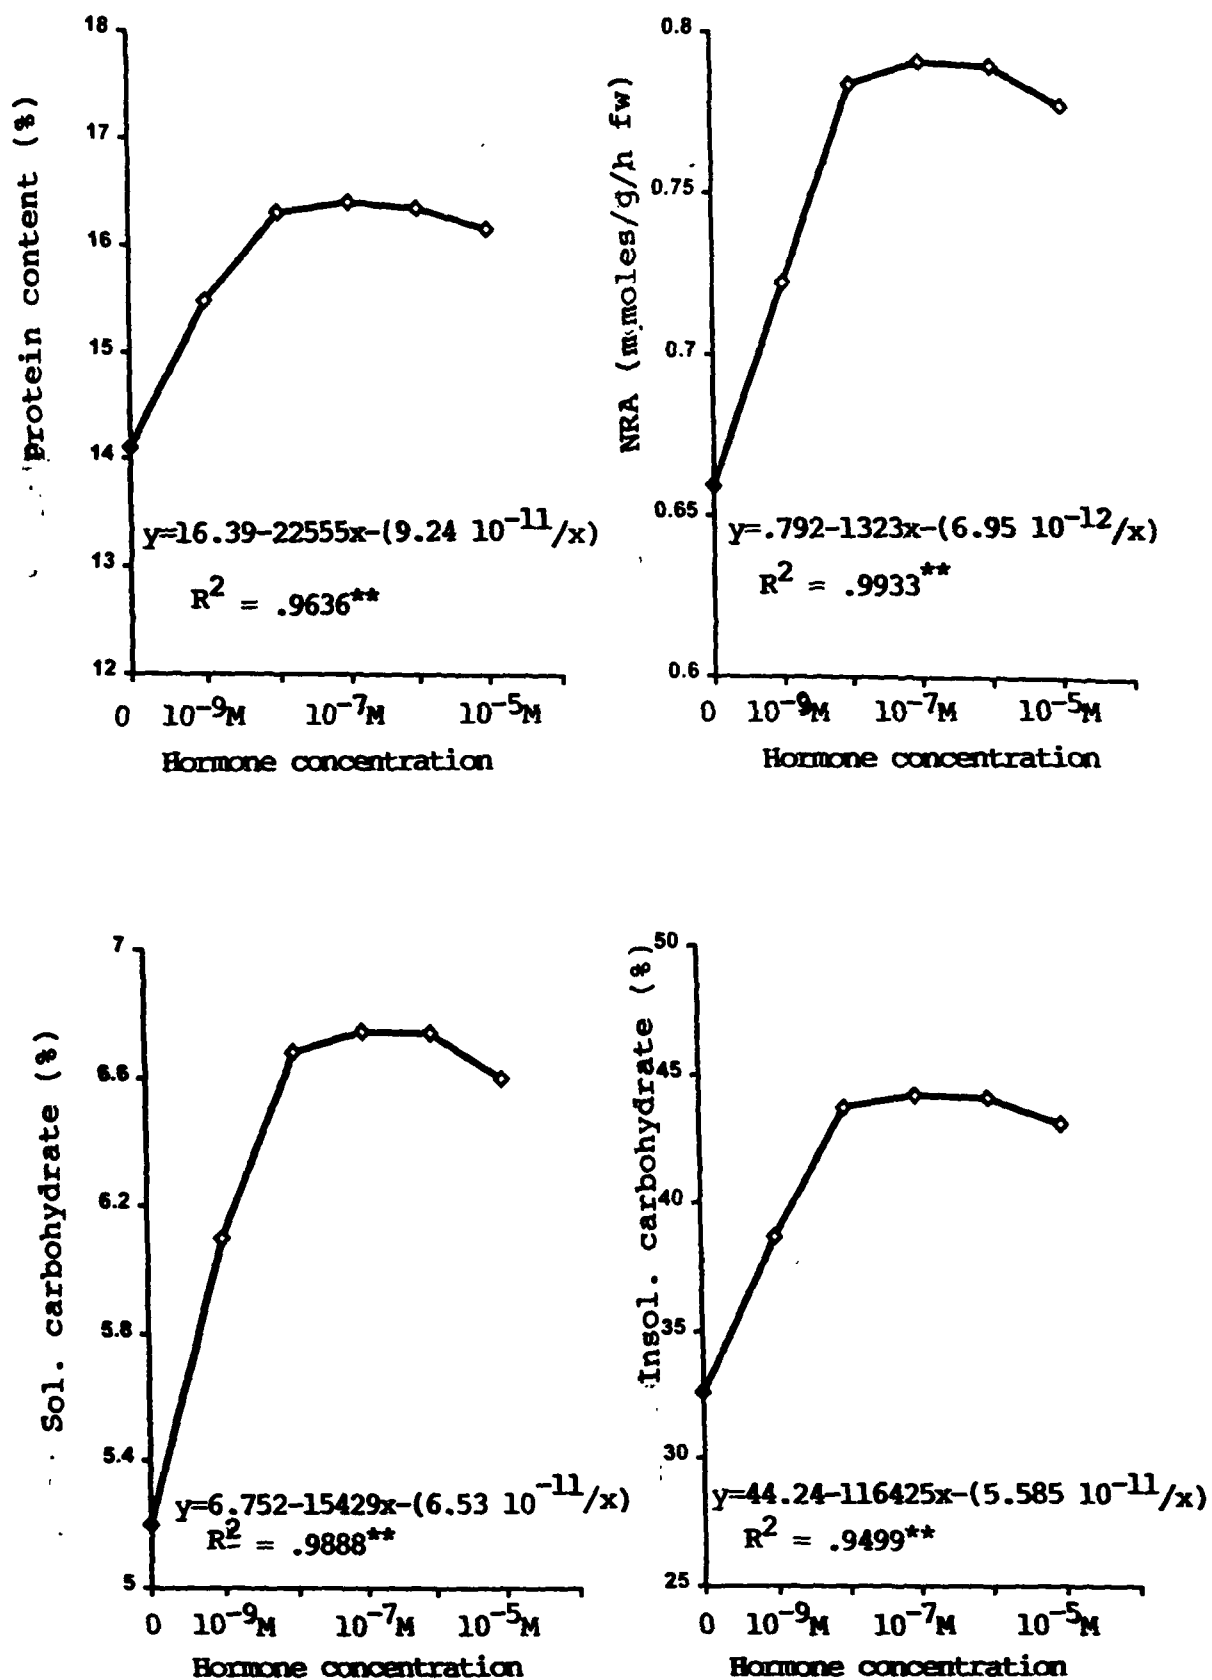 protein content (%)
18
17
16
15
14
13
12
y=16.39-22555x-(9.24 10⁻¹¹/x)
R² = .9636**
0 10⁻⁹M 10⁻⁷M 10⁻⁵M
Hormone concentration
NRA (m moles/g/h fw)
0.8
0.75
0.7
0.65
0.6
y=.792-1323x-(6.95 10⁻¹²/x)
R² = .9933**
0 10⁻⁹M 10⁻⁷M 10⁻⁵M
Hormone concentration
Sol. carbohydrate (%)
7
6.6
6.2
5.8
5.4
5
y=6.752-15429x-(6.53 10⁻¹¹/x)
R² = .9888**
0 10⁻⁹M 10⁻⁷M 10⁻⁵M
Hormone concentration
Insol. carbohydrate (%)
50
45
40
35
30
25
y=44.24-116425x-(5.585 10⁻¹¹/x)
R² = .9499**
0 10⁻⁹M 10⁻⁷M 10⁻⁵M
Hormone concentration